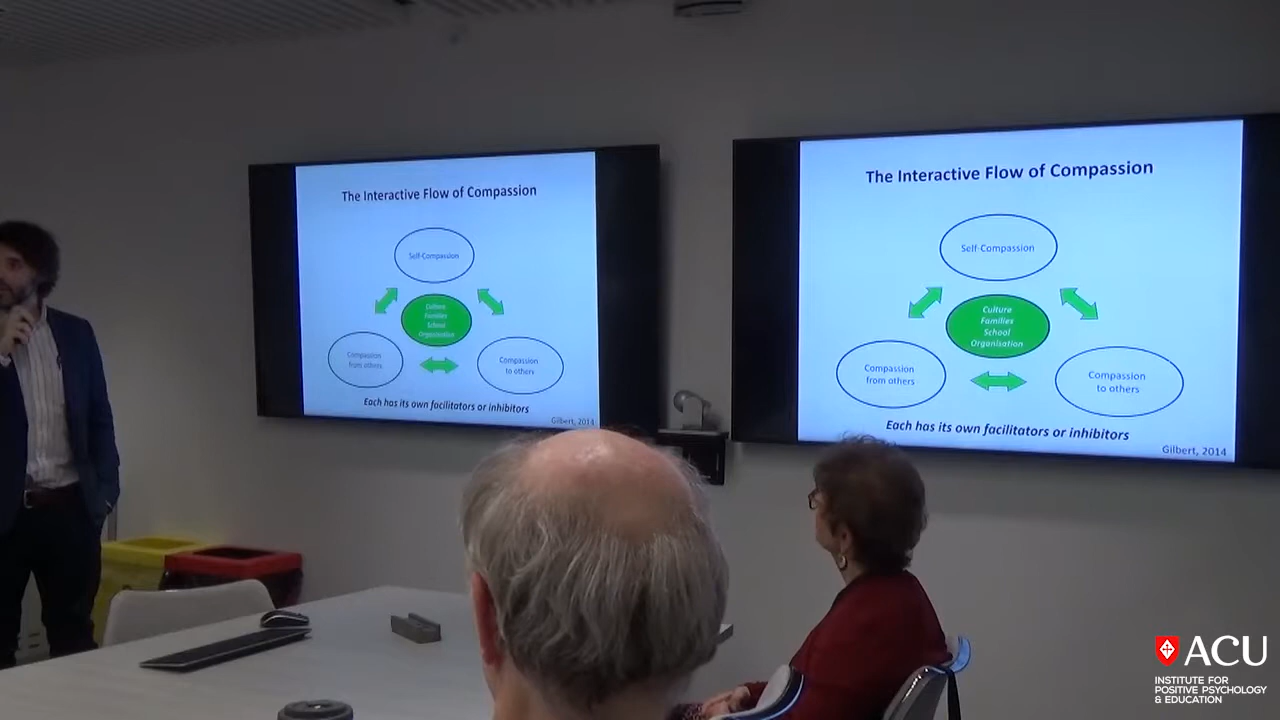 The Interactive Flow of Compassion
Self-Compassion
Culture
Families
School
Organisation
Compassion
from others
Compassion
to others
Each has its own facilitators or inhibitors
Gilbert, 2014
The Interactive Flow of Compassion
Self-Compassion
Culture
Families
School
Organisation
Compassion
from others
Compassion
to others
Each has its own facilitators or inhibitors
Gilbert, 2014
ACU
INSTITUTE FOR
POSITIVE PSYCHOLOGY
& EDUCATION